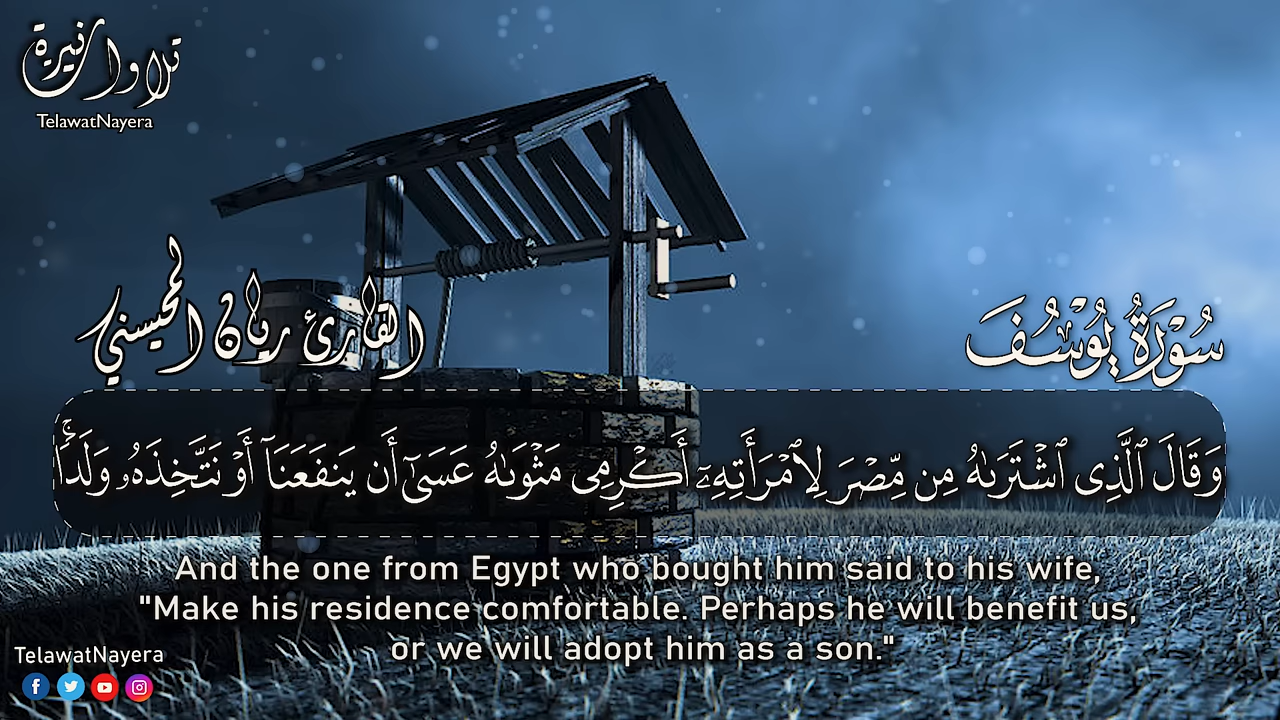 تلاوات نيرة
TelawatNayera
القارئ ريان المحيسني
سُورَةُ يُوسُفَ
وَقَالَ ٱلَّذِى ٱشْتَرَىٰهُ مِن مِّصْرَ لِٱمْرَأَتِهِۦٓ أَكْرِمِى مَثْوَىٰهُ عَسَىٰٓ أَن يَنفَعَنَآ أَوْ نَتَّخِذَهُۥ وَلَدًا ۚ
And the one from Egypt who bought him said to his wife,
"Make his residence comfortable. Perhaps he will benefit us,
or we will adopt him as a son."
TelawatNayera